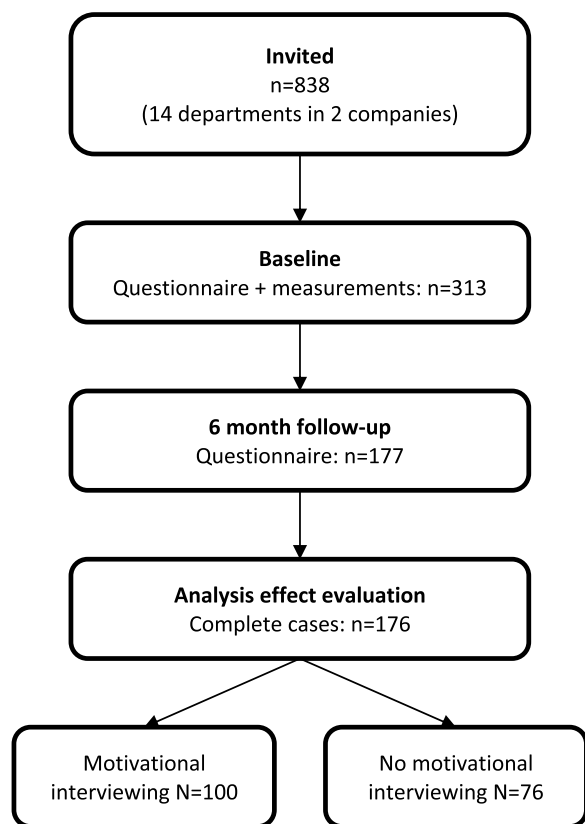 Invited
n=838
(14 departments in 2 companies)
Baseline
Questionnaire + measurements: n=313
6 month follow-up
Questionnaire: n=177
Analysis effect evaluation
Complete cases: n=176
Motivational
interviewing N=100
No motivational
interviewing N=76